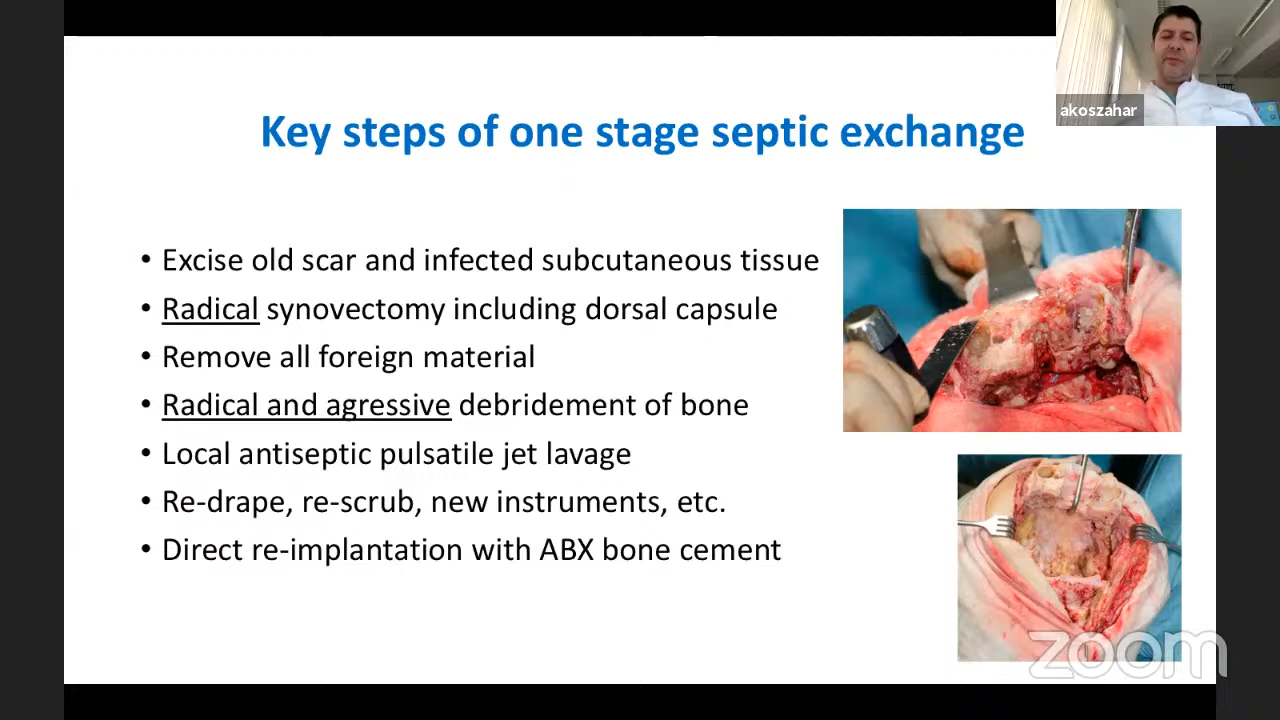 akoszahar
Key steps of one stage septic exchange
• Excise old scar and infected subcutaneous tissue
• Radical synovectomy including dorsal capsule
• Remove all foreign material
• Radical and agressive debridement of bone
• Local antiseptic pulsatile jet lavage
• Re-drape, re-scrub, new instruments, etc.
• Direct re-implantation with ABX bone cement
zoom